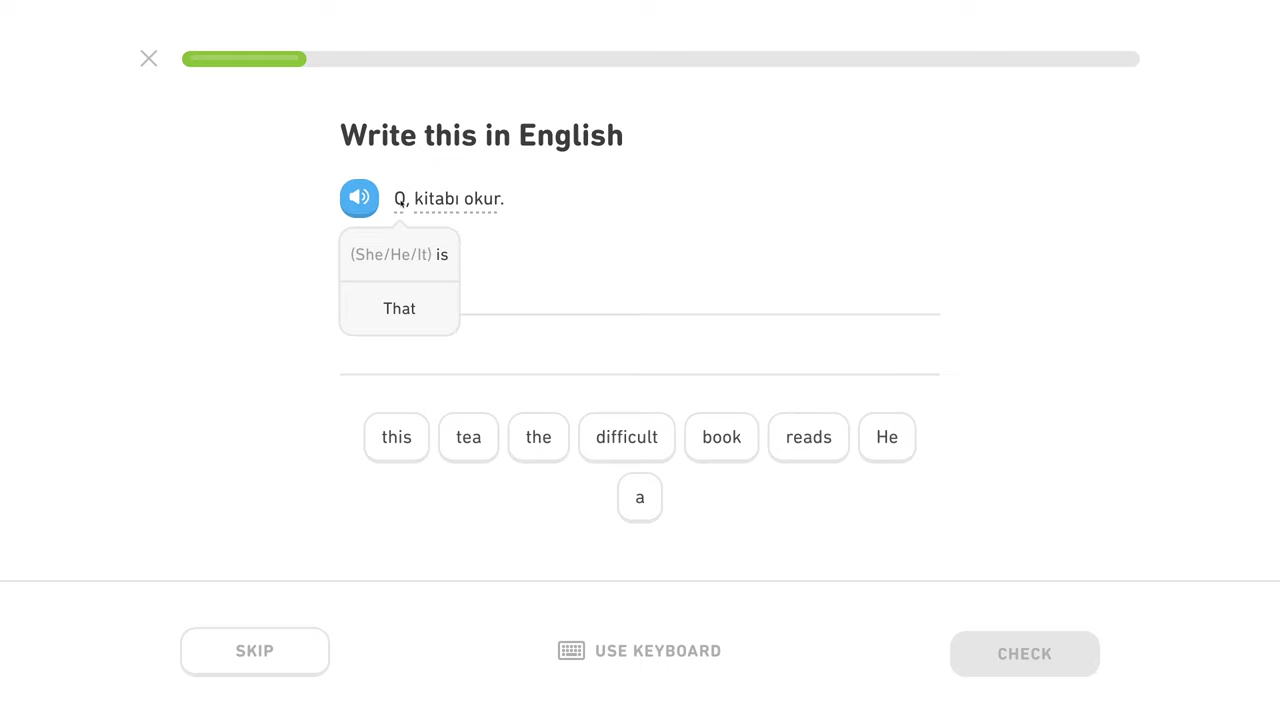 Write this in English
O, kitabı okur.
(She/He/It) is
That
this
tea
the
difficult
book
reads
He
a
SKIP
USE KEYBOARD
CHECK